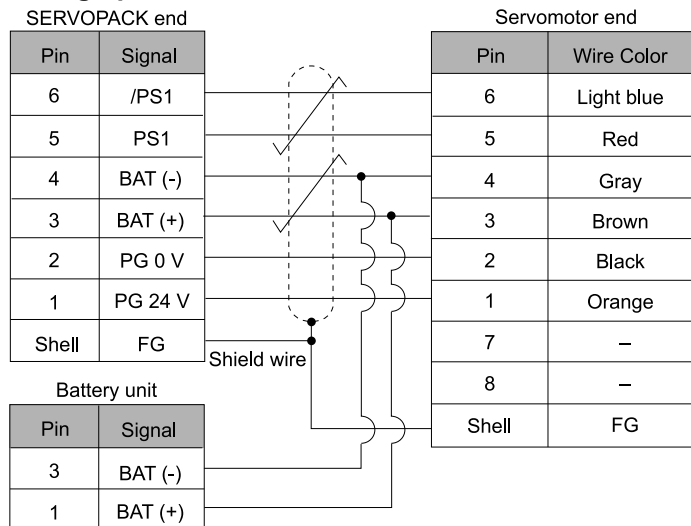 SERVOPACK end
Pin Signal
6 /PS1
5 PS1
4 BAT (-)
3 BAT (+)
2 PG 0 V
1 PG 24 V
Shell FG
Shield wire
Battery unit
Pin Signal
3 BAT (-)
1 BAT (+)
Servomotor end
Pin Wire Color
6 Light blue
5 Red
4 Gray
3 Brown
2 Black
1 Orange
7 –
8 –
Shell FG